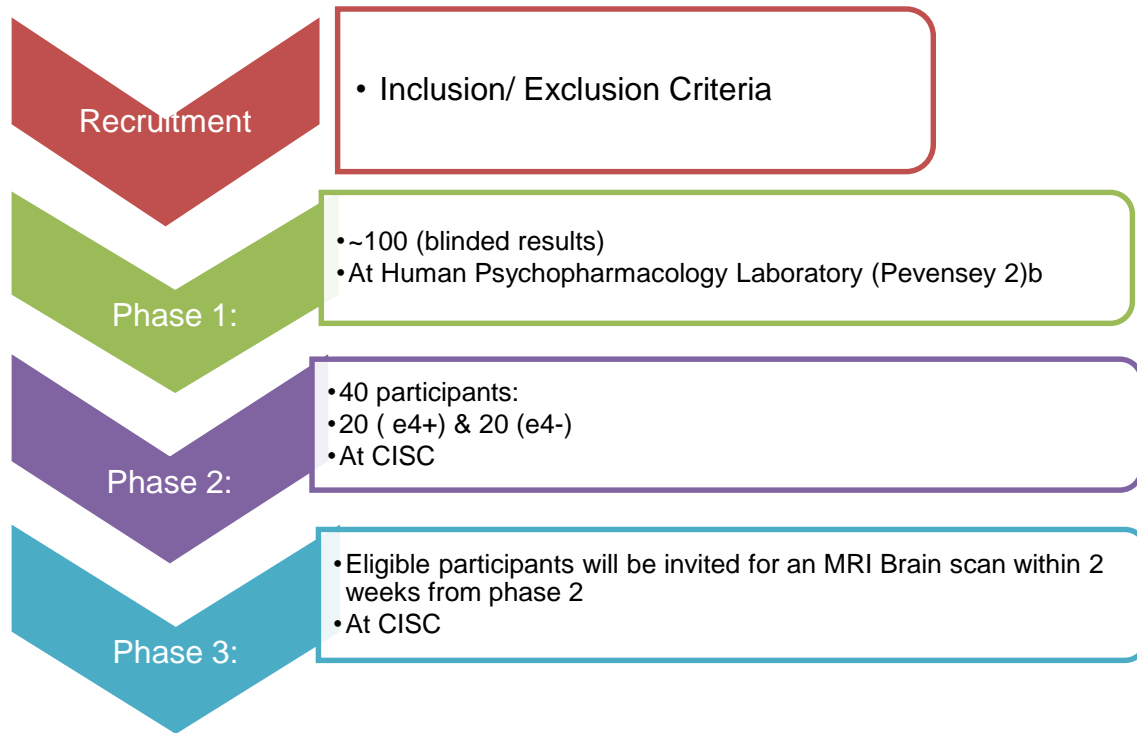 Recruitment
• Inclusion/ Exclusion Criteria
Phase 1:
•~100 (blinded results)
•At Human Psychopharmacology Laboratory (Pevensey 2)b
Phase 2:
•40 participants:
•20 ( e4+) & 20 (e4-)
•At CISC
Phase 3:
•Eligible participants will be invited for an MRI Brain scan within 2
weeks from phase 2
•At CISC